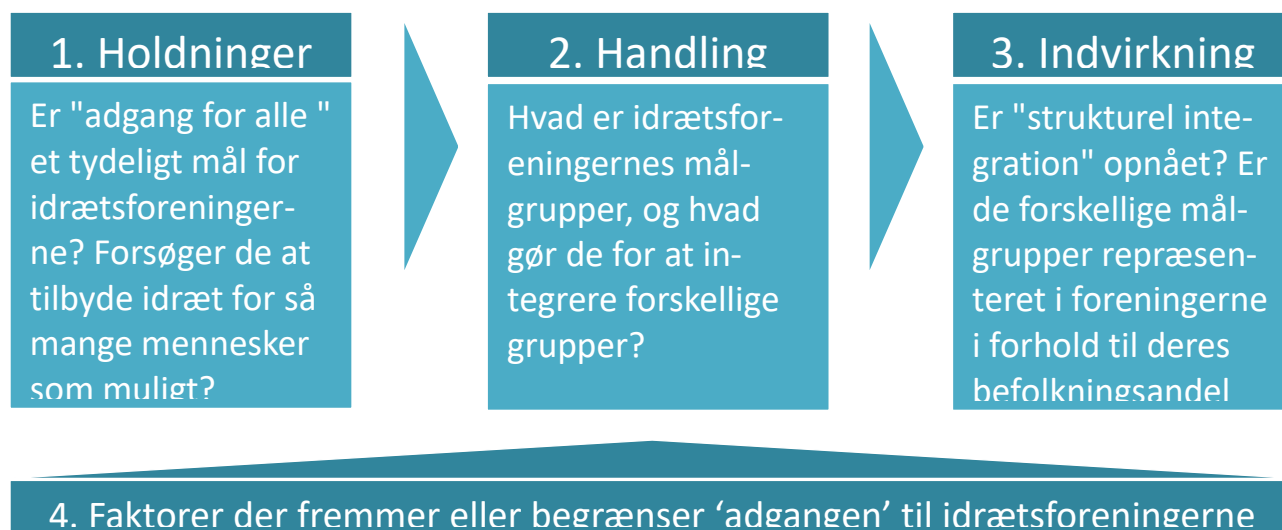 1. Holdninger
Er "adgang for alle "
et tydeligt mål for
idrætsforeninger-
ne? Forsøger de at
tilbyde idræt for så
mange mennesker
som muligt?
2. Handling
Hvad er idrætsfor-
eningernes mål-
grupper, og hvad
gør de for at in-
tegrere forskellige
grupper?
3. Indvirkning
Er "strukturel inte-
gration" opnået? Er
de forskellige mål-
grupper repræsen-
teret i foreningerne
i forhold til deres
befolkningsandel
4. Faktorer der fremmer eller begrænser ‘adgangen’ til idrætsforeningerne